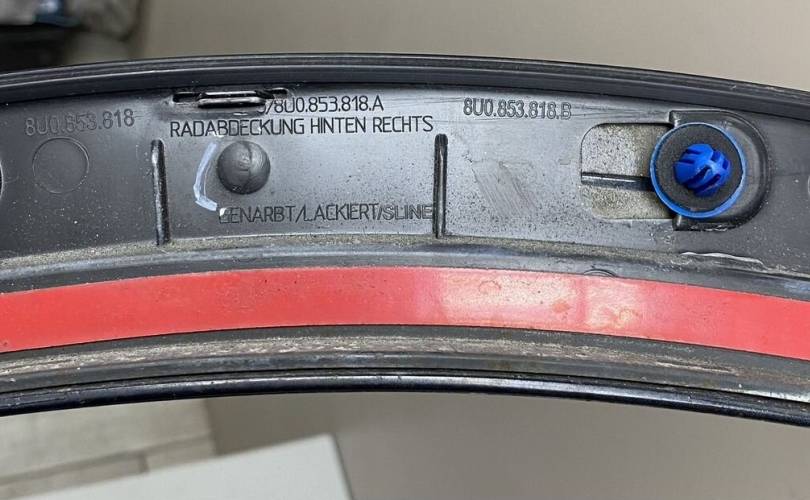 8U0.853.818
/8U0.853.818.A
8U0.853.818.B
RADABDECKUNG HINTEN RECHTS
GENARBT/LACKIERT/SLINE